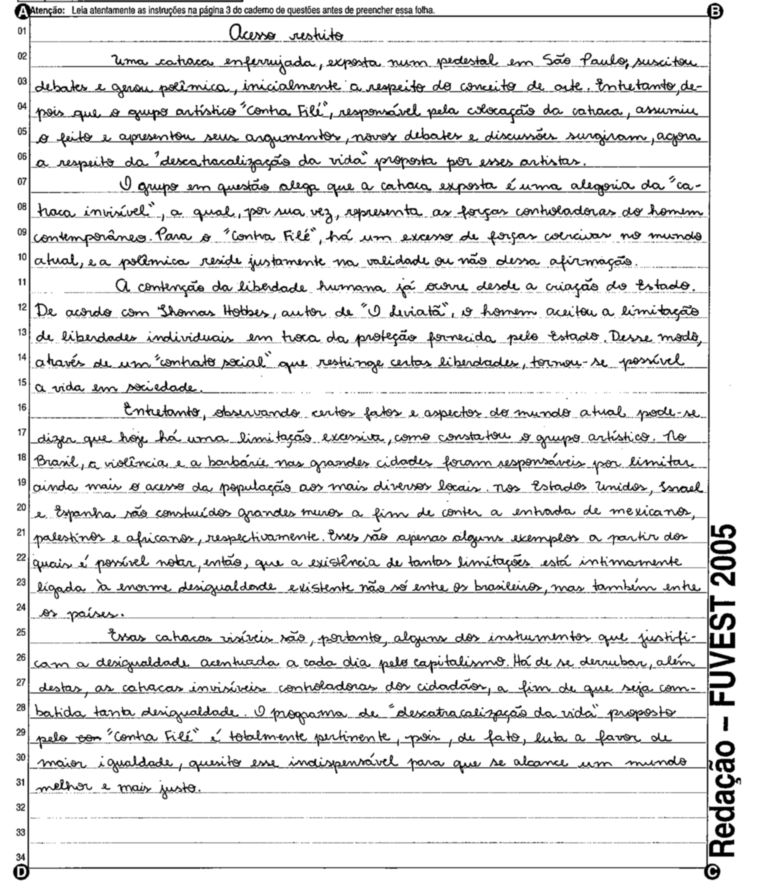 A Atenção: Leia atentamente as instruções na página 3 do caderno de questões antes de preencher essa folha. B
01 Acesso restrito
02 Uma catraca enferrujada, exposta num pedestal em São Paulo, suscitou
03 debates e gerou polêmica, inicialmente a respeito do conceito de arte. Entretanto, de-
04 pois que o grupo artístico "Contra Filé", responsável pela colocação da catraca, assumiu
05 o feito e apresentou seus argumentos, novos debates e discussões surgiram, agora
06 a respeito da "descatracalização da vida" proposta por esses artistas.
07 O grupo em questão alega que a catraca exposta é uma alegoria da "ca-
08 traca invisível", a qual, por sua vez, representa as forças controladoras do homem
09 contemporâneo. Para o "Contra Filé", há um excesso de forças coercivas no mundo
10 atual, e a polêmica reside justamente na validade ou não dessa afirmação.
11 A contenção da liberdade humana já ocorre desde a criação do Estado.
12 De acordo com Thomas Hobbes, autor de "O Leviatã", o homem aceitou a limitação
13 de liberdades individuais em troca da proteção fornecida pelo Estado. Desse modo,
14 através de um "contrato social" que restringe certas liberdades, tornou-se possível
15 a vida em sociedade.
16 Entretanto, observando certos fatos e aspectos do mundo atual pode-se
17 dizer que hoje há uma limitação excessiva, como constatou o grupo artístico. No
18 Brasil, a violência e a barbárie nas grandes cidades foram responsáveis por limitar
19 ainda mais o acesso da população aos mais diversos locais. Nos Estados Unidos, Israel
20 e Espanha são construídos grandes muros a fim de conter a entrada de mexicanos,
21 palestinos e africanos, respectivamente. Esses são apenas alguns exemplos a partir dos
22 quais é possível notar, então, que a existência de tantas limitações está intimamente
23 ligada à enorme desigualdade existente não só entre os brasileiros, mas também entre
24 os países.
25 Essas catracas visíveis são, portanto, alguns dos instrumentos que justifi-
26 cam a desigualdade acentuada a cada dia pelo capitalismo. Há de se derrubar, além
27 destas, as catracas invisíveis controladoras dos cidadãos, a fim de que seja com-
28 batida tanta desigualdade. O programa de "descatracalização da vida" proposto
29 pelo con "Contra Filé" é totalmente pertinente, pois, de fato, luta a favor de
30 maior igualdade, quesito esse indispensável para que se alcance um mundo
31 melhor e mais justo.
32
33
34
D C
Redação – FUVEST 2005